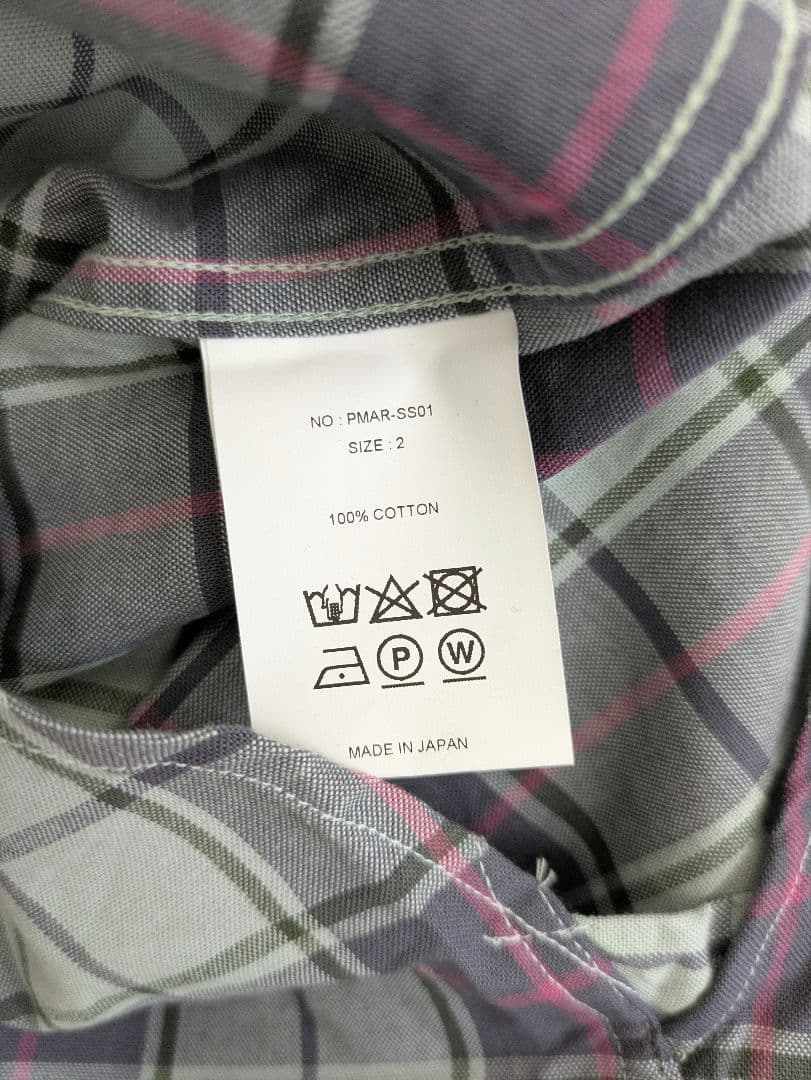 NO : PMAR-SS01
SIZE : 2
100% COTTON
P W
MADE IN JAPAN